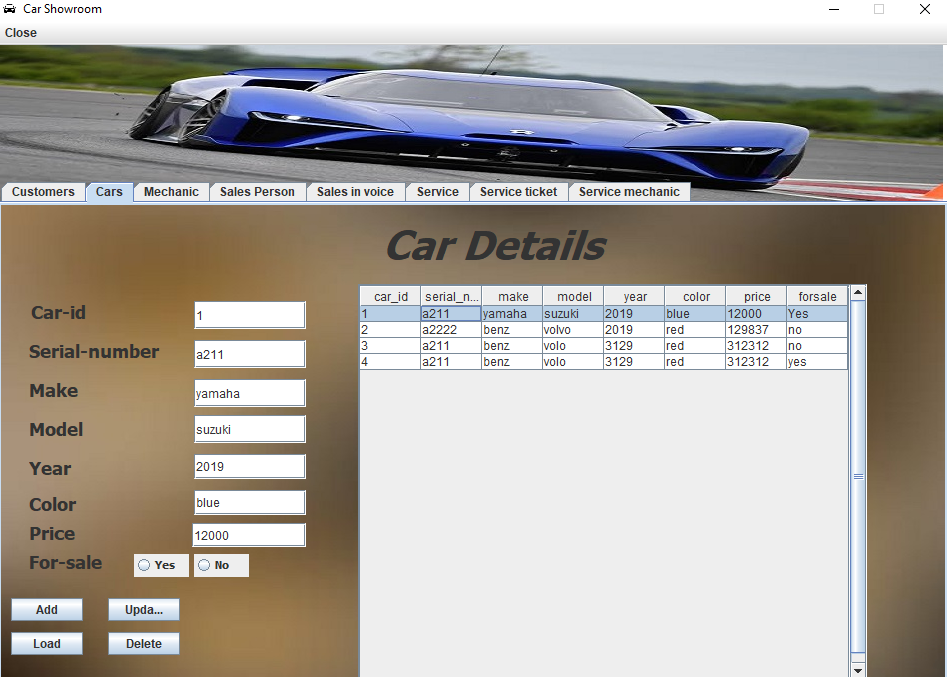 Car Showroom
Close
Customers Cars Mechanic Sales Person Sales in voice Service Service ticket Service mechanic
Car Details
Car-id 1
Serial-number a211
Make yamaha
Model suzuki
Year 2019
Color blue
Price 12000
For-sale Yes No
Add Upda...
Load Delete
car_id serial_n... make model year color price forsale
1 a211 yamaha suzuki 2019 blue 12000 Yes
2 a2222 benz volvo 2019 red 129837 no
3 a211 benz volo 3129 red 312312 no
4 a211 benz volo 3129 red 312312 yes